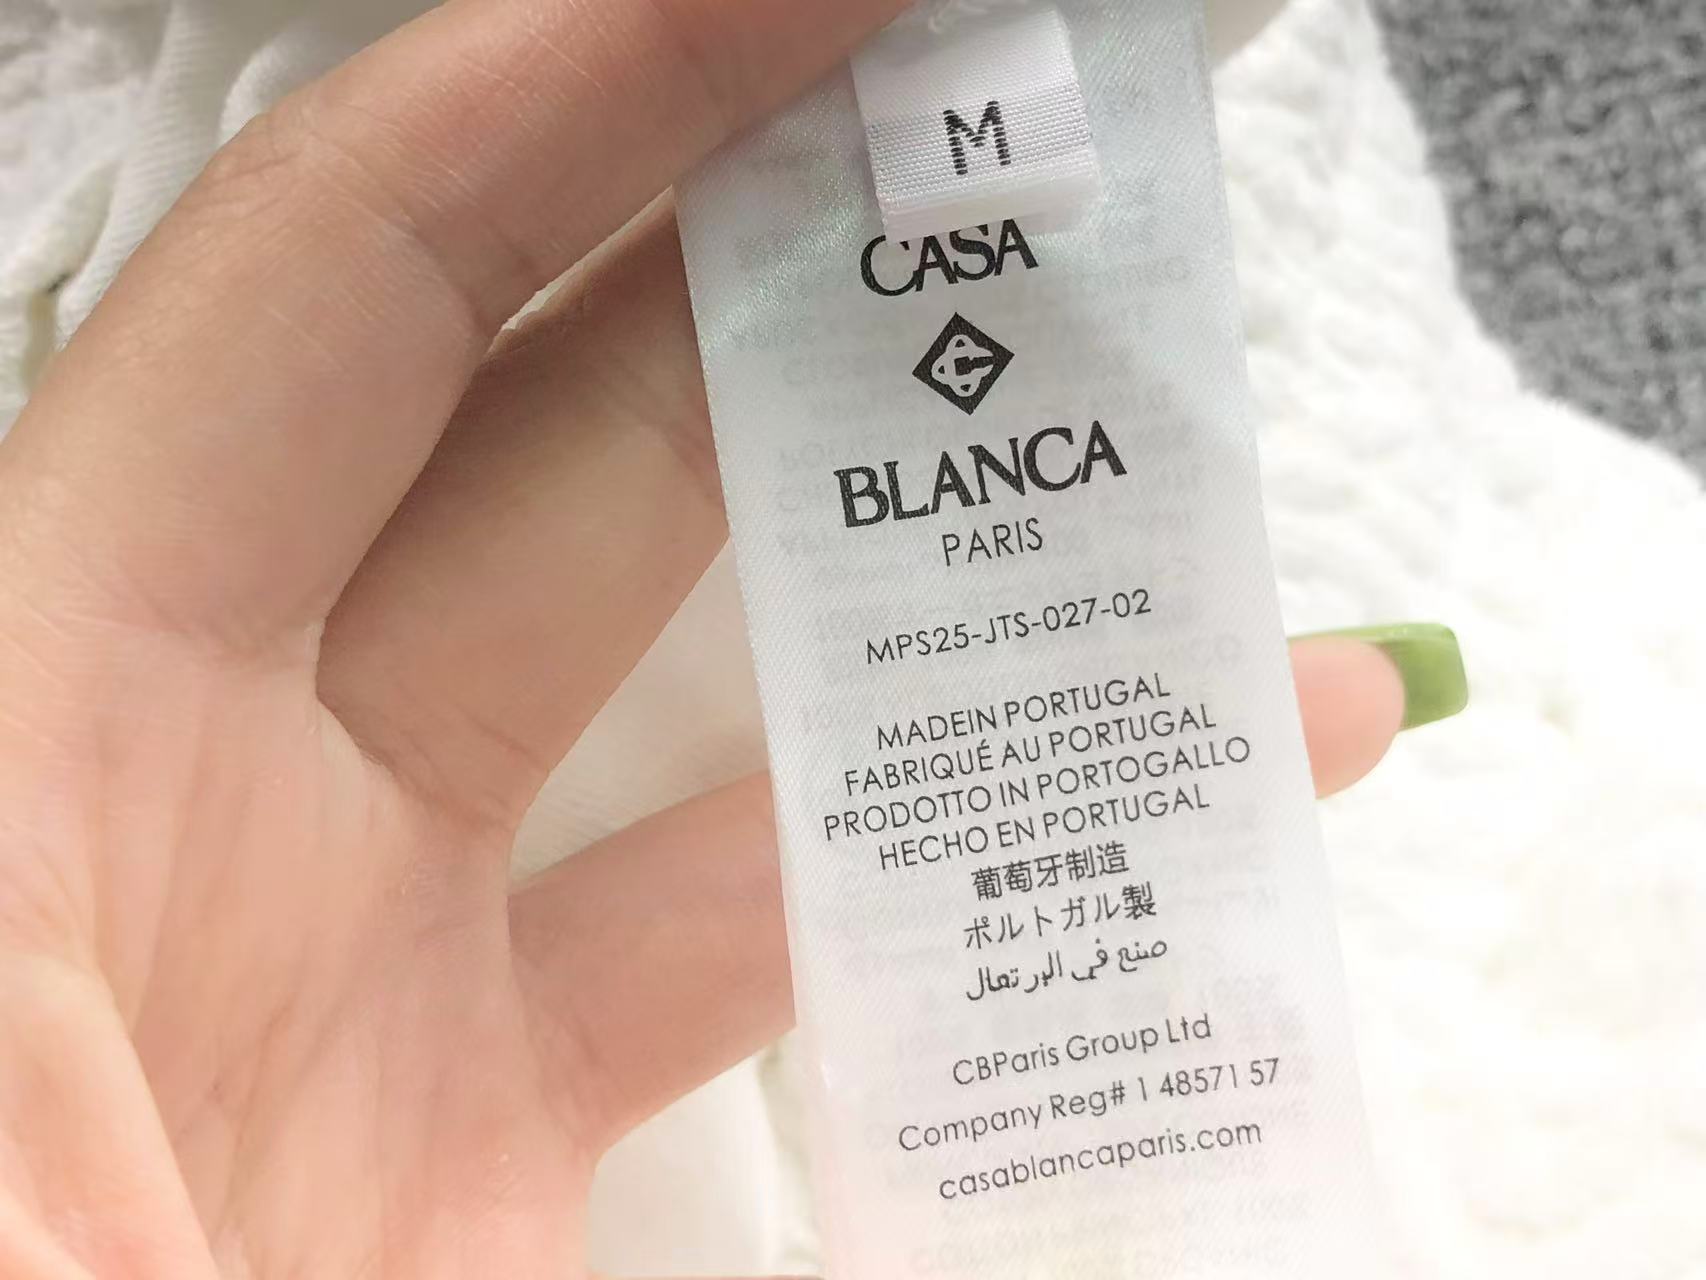 M
CASA
BLANCA
PARIS
MPS25-JTS-027-02
MADEIN PORTUGAL
FABRIQUÉ AU PORTUGAL
PRODOTTO IN PORTOGALLO
HECHO EN PORTUGAL
葡萄牙制造
ポルトガル製
صنع في البر تعال
CBParis Group Ltd
Company Reg# 1 48571 57
casablancaparis.com